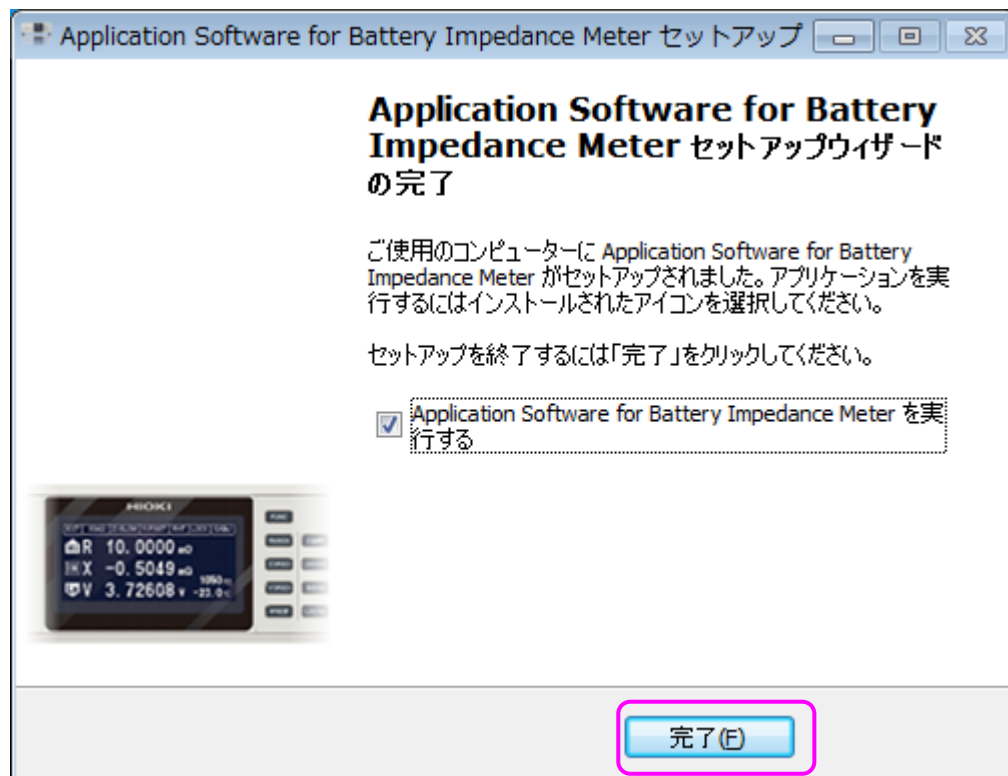 Application Software for Battery Impedance Meter セットアップ
Application Software for Battery
Impedance Meter セットアップウィザード
の完了
ご使用のコンピューターに Application Software for Battery
Impedance Meter がセットアップされました。アプリケーションを実
行するにはインストールされたアイコンを選択してください。
セットアップを終了するには「完了」をクリックしてください。
Application Software for Battery Impedance Meter を実
行する
HIOKI
R 10.0000 mΩ
X -0.5049 mΩ
V 3.72608 V -23.0
完了(F)